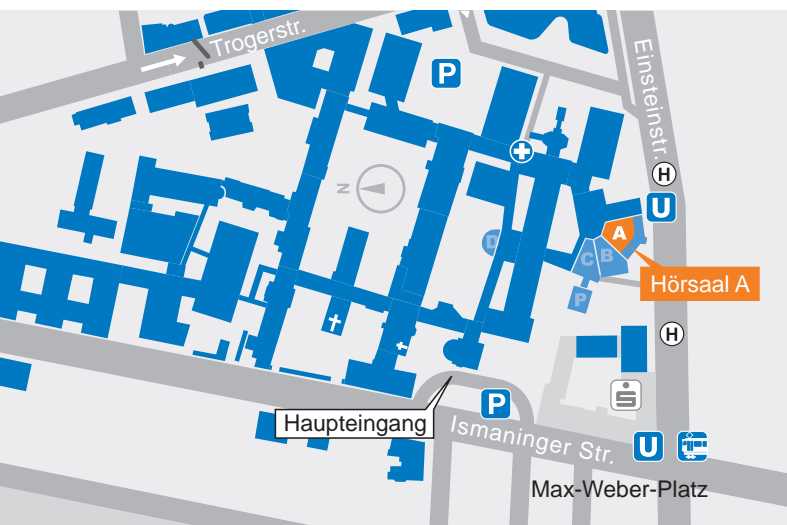 Trogerstr.
P
Einsteinstr.
H
U
N
A
D
C
B
Hörsaal A
P
H
Haupteingang
P
Ismaninger Str.
U
Max-Weber-Platz